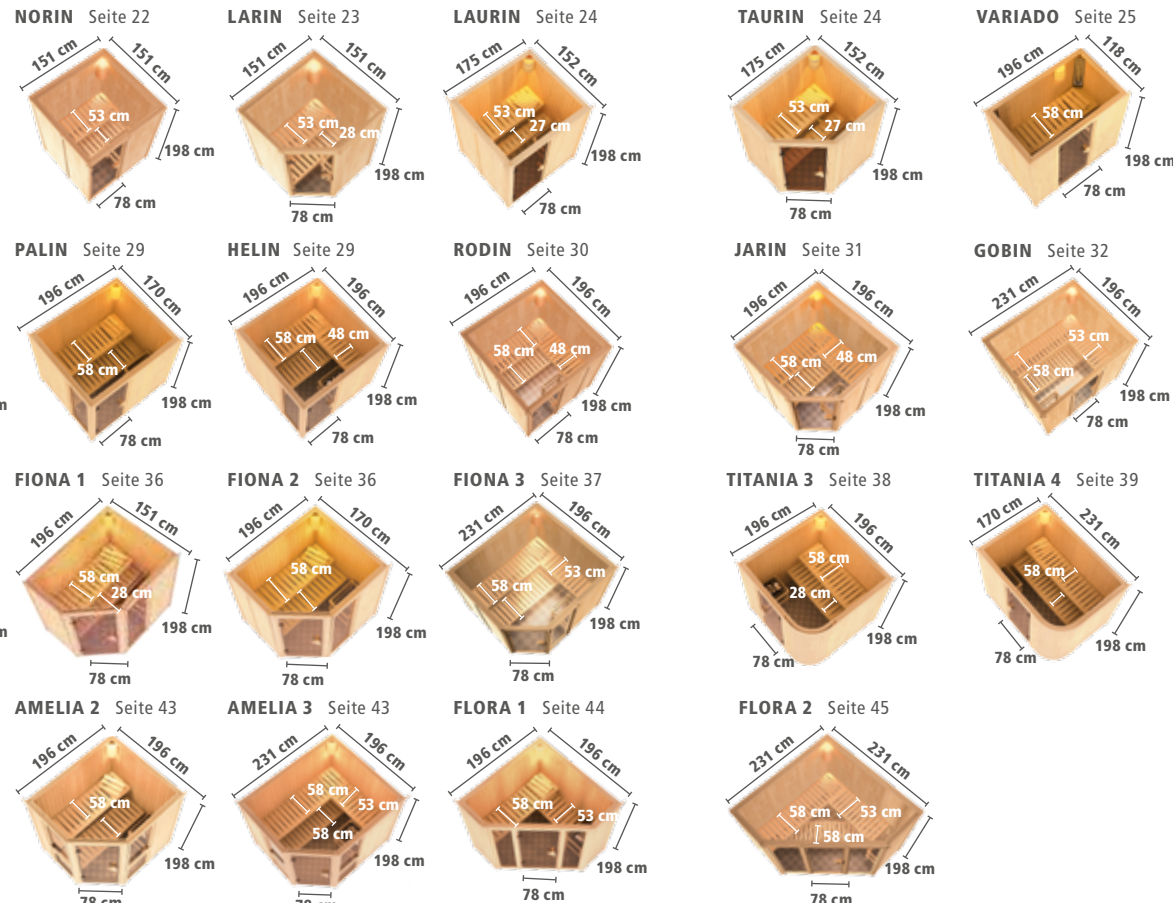 NORIN Seite 22
151 cm
151 cm
53 cm
198 cm
78 cm
LARIN Seite 23
151 cm
151 cm
53 cm
28 cm
198 cm
78 cm
LAURIN Seite 24
175 cm
152 cm
53 cm
27 cm
198 cm
78 cm
TAURIN Seite 24
175 cm
152 cm
53 cm
27 cm
198 cm
78 cm
VARIADO Seite 25
196 cm
118 cm
58 cm
198 cm
78 cm
PALIN Seite 29
196 cm
170 cm
58 cm
198 cm
78 cm
HELIN Seite 29
196 cm
196 cm
58 cm
48 cm
198 cm
78 cm
RODIN Seite 30
196 cm
196 cm
58 cm
48 cm
198 cm
78 cm
JARIN Seite 31
196 cm
196 cm
58 cm
48 cm
198 cm
78 cm
GOBIN Seite 32
231 cm
196 cm
53 cm
58 cm
198 cm
78 cm
FIONA 1 Seite 36
196 cm
151 cm
58 cm
28 cm
198 cm
78 cm
FIONA 2 Seite 36
196 cm
170 cm
58 cm
198 cm
78 cm
FIONA 3 Seite 37
231 cm
196 cm
58 cm
53 cm
198 cm
78 cm
TITANIA 3 Seite 38
196 cm
196 cm
58 cm
28 cm
198 cm
78 cm
TITANIA 4 Seite 39
170 cm
231 cm
58 cm
198 cm
78 cm
AMELIA 2 Seite 43
196 cm
196 cm
58 cm
198 cm
78 cm
AMELIA 3 Seite 43
231 cm
196 cm
58 cm
53 cm
58 cm
198 cm
78 cm
FLORA 1 Seite 44
196 cm
196 cm
58 cm
53 cm
198 cm
78 cm
FLORA 2 Seite 45
231 cm
231 cm
58 cm
53 cm
58 cm
198 cm
78 cm